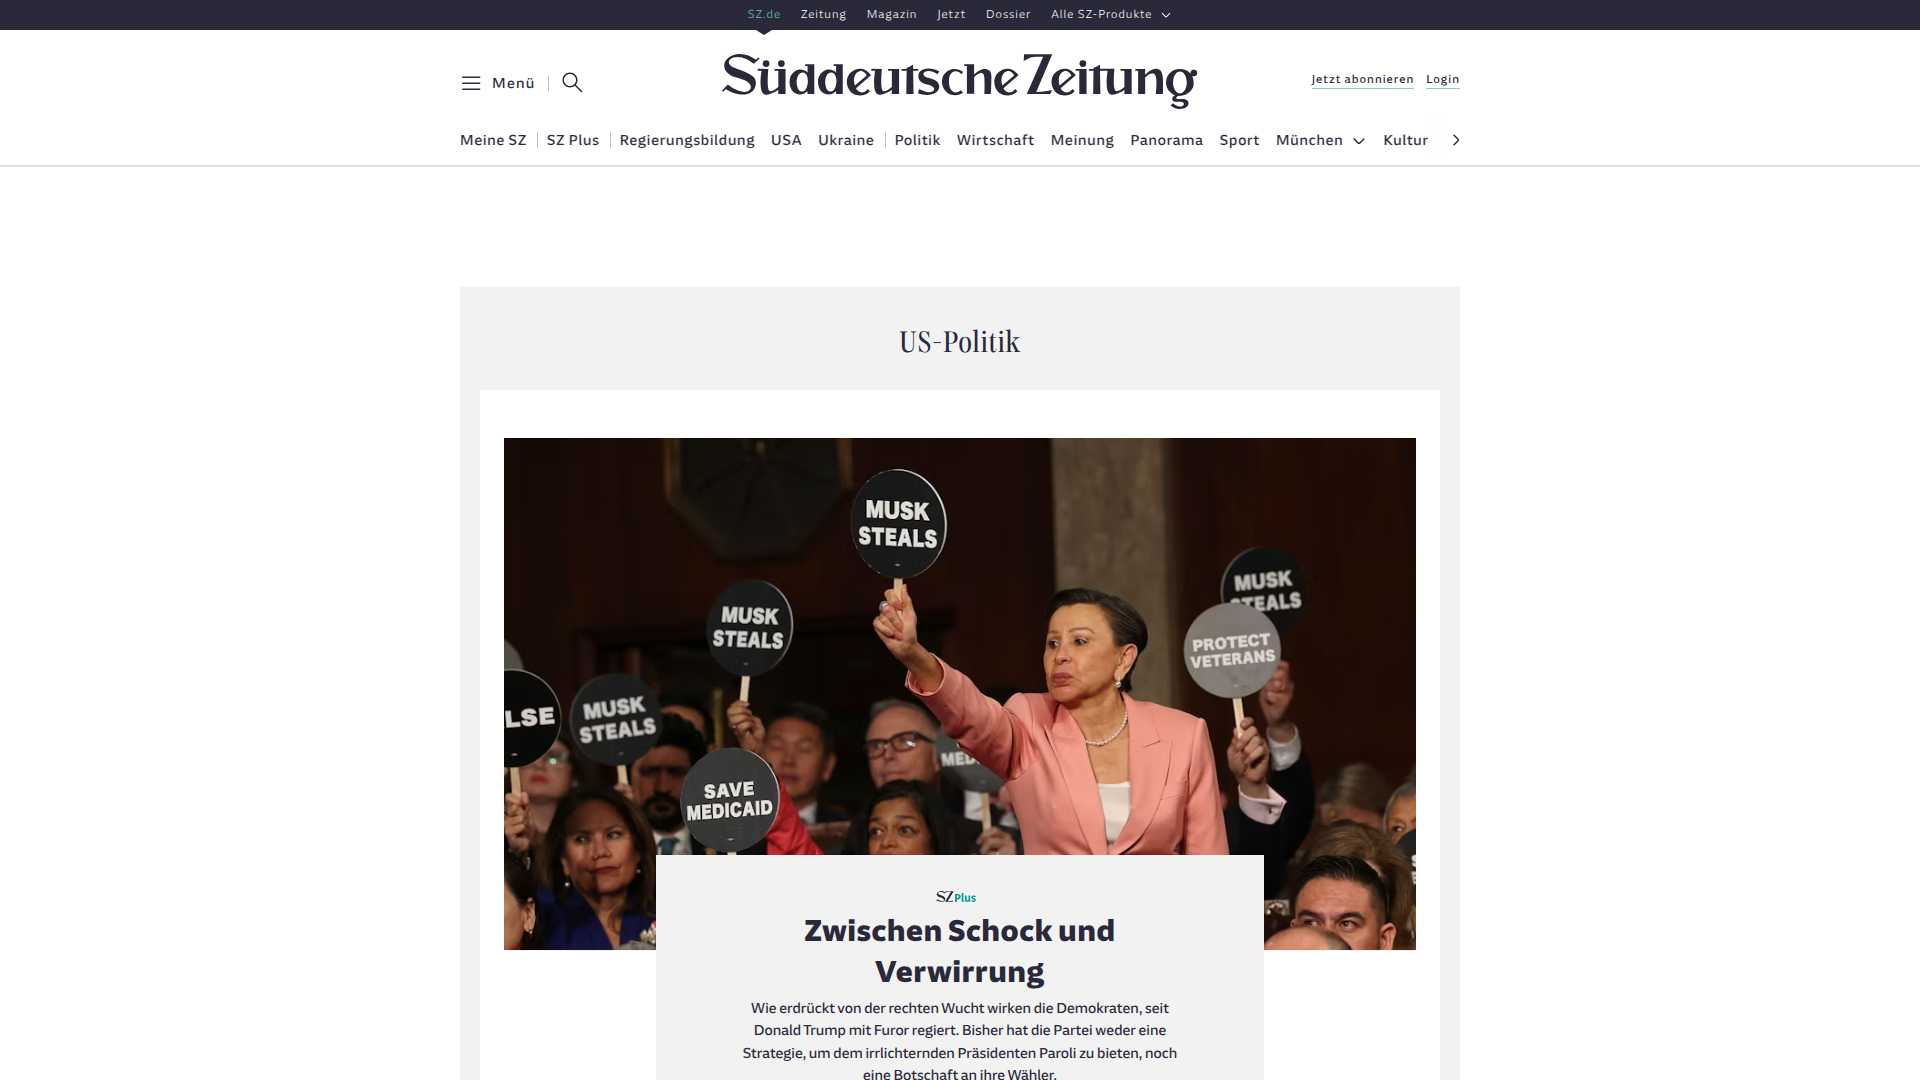 SZ.de Zeitung Magazin Jetzt Dossier Alle SZ-Produkte
Menü
Süddeutsche Zeitung
Jetzt abonnieren Login
Meine SZ SZ Plus Regierungsbildung USA Ukraine Politik Wirtschaft Meinung Panorama Sport München Kultur
US-Politik
MUSK
STEALS
MUSK
STEALS
MUSK
STEALS
PROTECT
VETERANS
LSE
MUSK
STEALS
MED
SAVE
MEDICAID
SZ Plus
Zwischen Schock und
Verwirrung
Wie erdrückt von der rechten Wucht wirken die Demokraten, seit
Donald Trump mit Furor regiert. Bisher hat die Partei weder eine
Strategie, um dem irrlichternden Präsidenten Paroli zu bieten, noch
eine Botschaft an ihre Wähler.